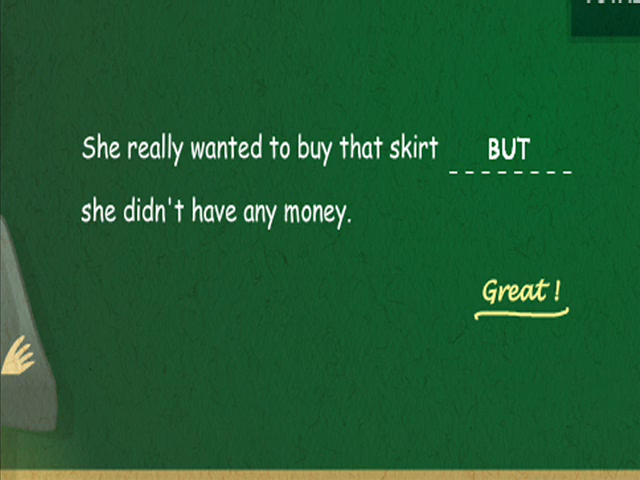 She really wanted to buy that skirt BUT
she didn't have any money.
Great !